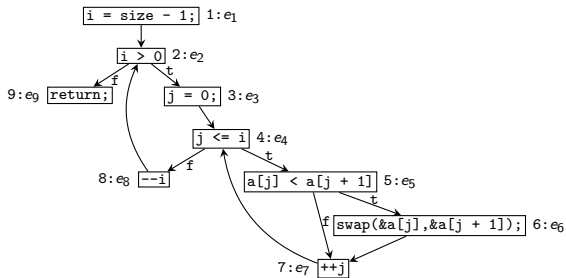 i = size - 1; 1:e₁
i > 0 2:e₂
f t
9:e₉ return; j = 0; 3:e₃
j <= i 4:e₄
f t
8:e₈ --i a[j] < a[j + 1] 5:e₅
t
f swap(&a[j],&a[j + 1]); 6:e₆
7:e₇ ++j